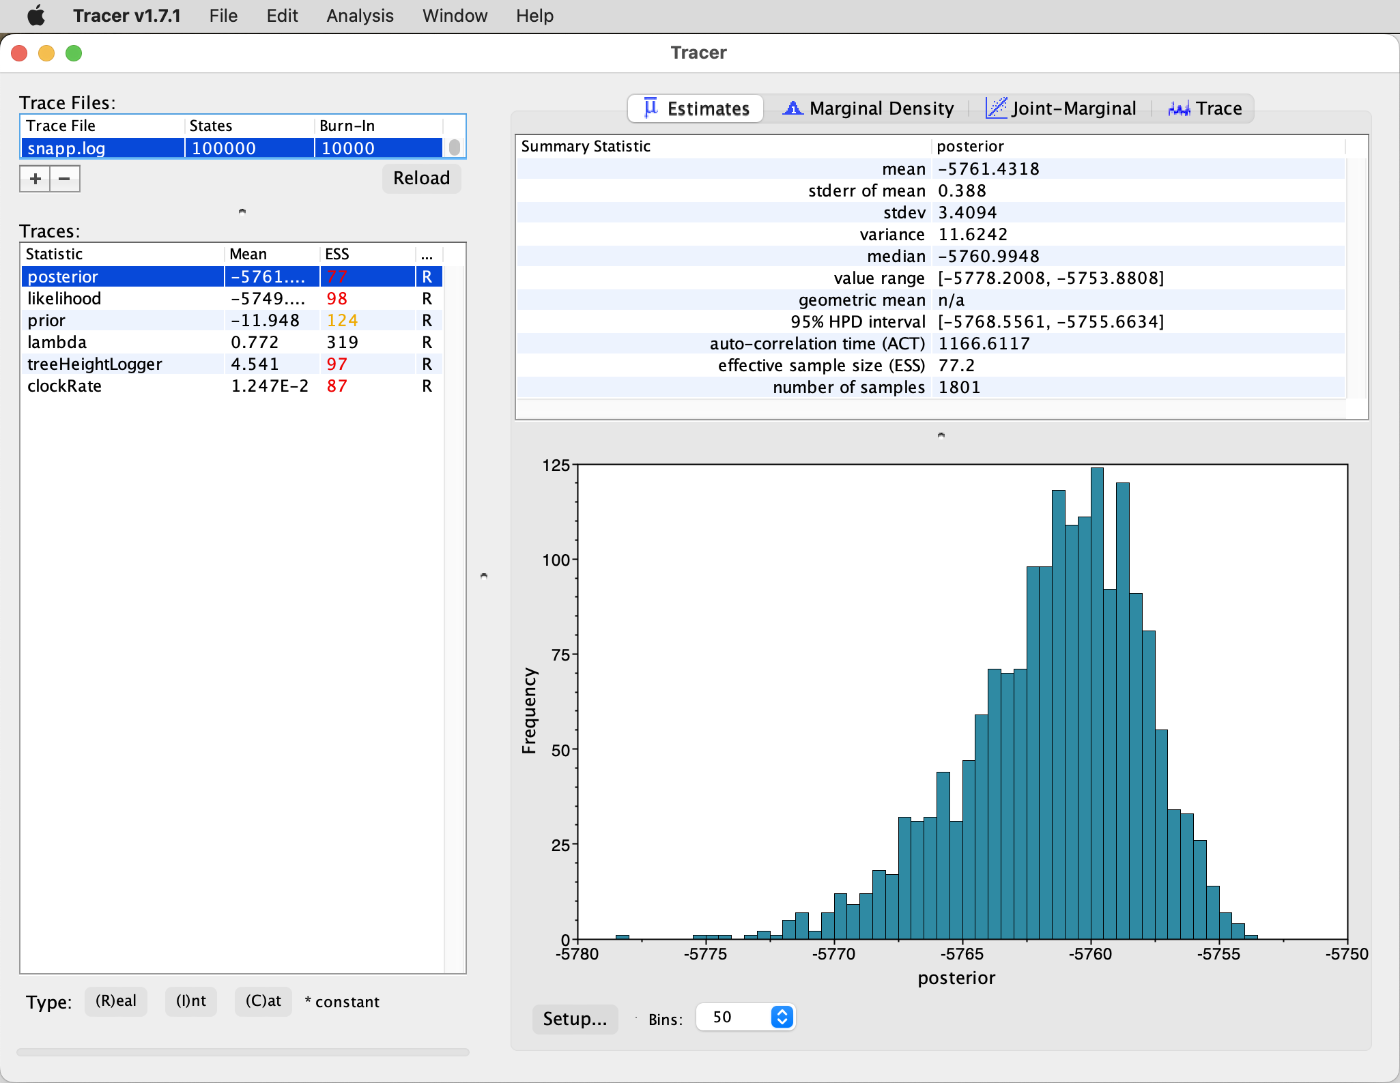 Tracer v1.7.1 File Edit Analysis Window Help
Tracer
Trace Files:
Trace File States Burn-In
snapp.log 100000 10000
+ − Reload
Traces:
Statistic Mean ESS ...
posterior -5761.... 77 R
likelihood -5749.... 98 R
prior -11.948 124 R
lambda 0.772 319 R
treeHeightLogger 4.541 97 R
clockRate 1.247E-2 87 R
Type: (R)eal (I)nt (C)at * constant
Estimates Marginal Density Joint-Marginal Trace
Summary Statistic posterior
mean -5761.4318
stderr of mean 0.388
stdev 3.4094
variance 11.6242
median -5760.9948
value range [-5778.2008, -5753.8808]
geometric mean n/a
95% HPD interval [-5768.5561, -5755.6634]
auto-correlation time (ACT) 1166.6117
effective sample size (ESS) 77.2
number of samples 1801
125
100
75
50
25
0
Frequency
-5780 -5775 -5770 -5765 -5760 -5755 -5750
posterior
Setup... Bins: 50